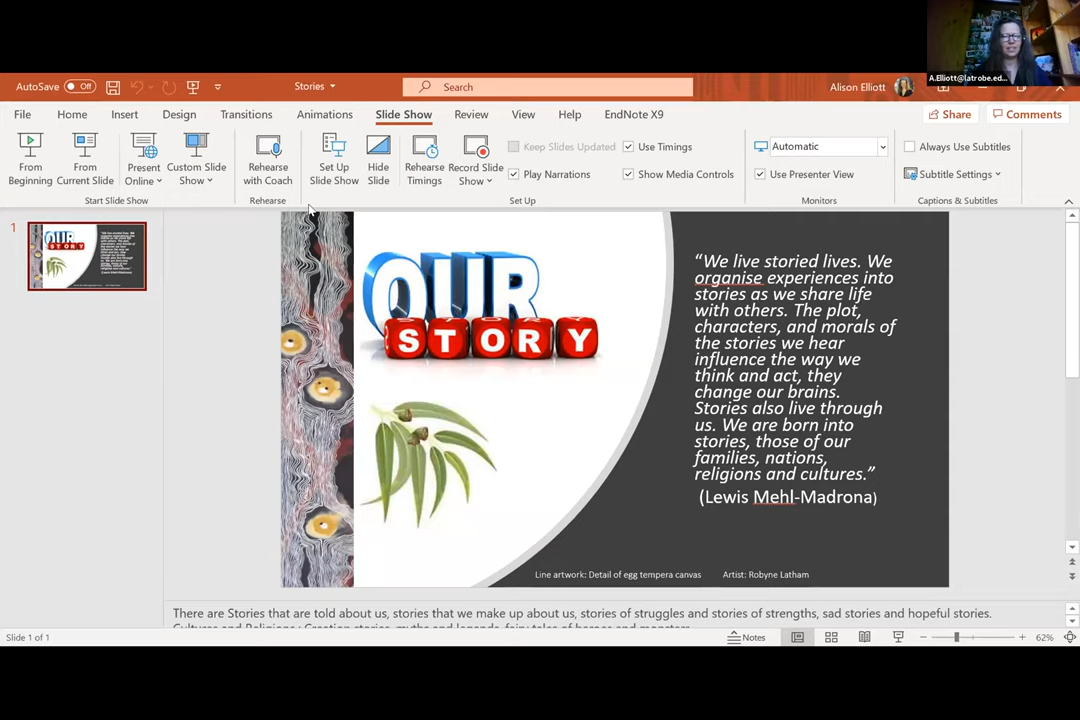 A.Elliott@latrobe.ed...
AutoSave Off
Stories
Search
Alison Elliott
File Home Insert Design Transitions Animations Slide Show Review View Help EndNote X9
Share Comments
From Beginning
From Current Slide
Present Online
Custom Slide Show
Start Slide Show
Rehearse with Coach
Rehearse
Set Up Slide Show
Hide Slide
Rehearse Timings
Record Slide Show
Keep Slides Updated
Play Narrations
Use Timings
Show Media Controls
Set Up
Automatic
Use Presenter View
Monitors
Always Use Subtitles
Subtitle Settings
Captions & Subtitles
1
OUR
STORY
“We live storied lives. We
organise experiences into
stories as we share life
with others. The plot,
characters, and morals of
the stories we hear
influence the way we
think and act, they
change our brains.
Stories also live through
us. We are born into
stories, those of our
families, nations,
religions and cultures.”
(Lewis Mehl-Madrona)
Line artwork: Detail of egg tempera canvas Artist: Robyne Latham
There are Stories that are told about us, stories that we make up about us, stories of struggles and stories of strengths, sad stories and hopeful stories.
Slide 1 of 1
Notes
62%